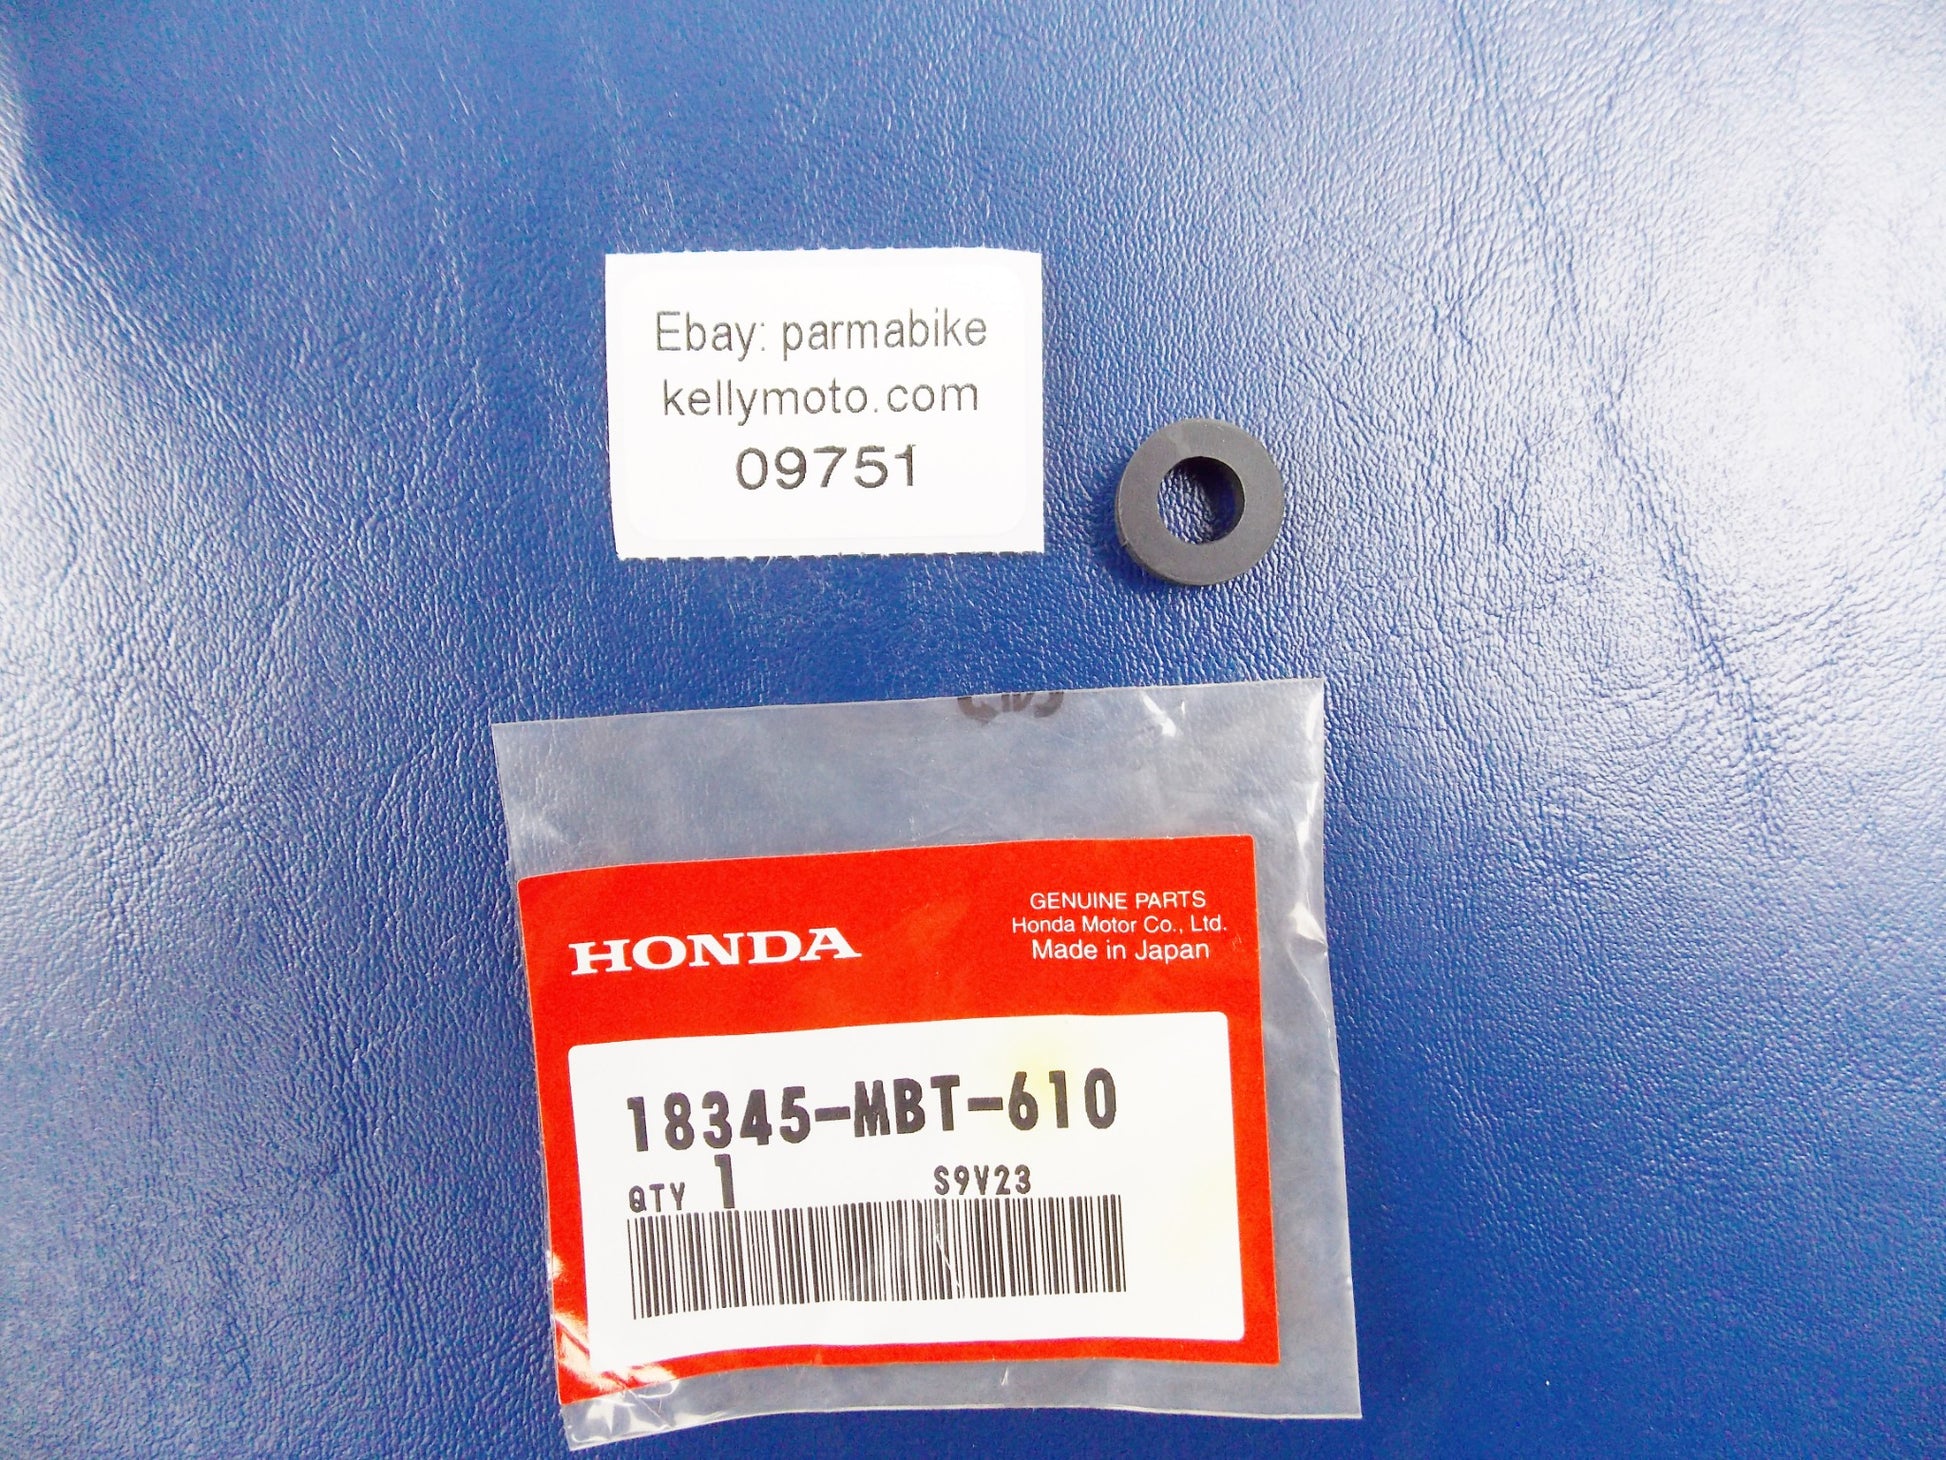 Ebay: parmabike
kellymoto.com
09751
HONDA
GENUINE PARTS
Honda Motor Co., Ltd.
Made in Japan
18345-MBT-610
QTY 1 S9V23